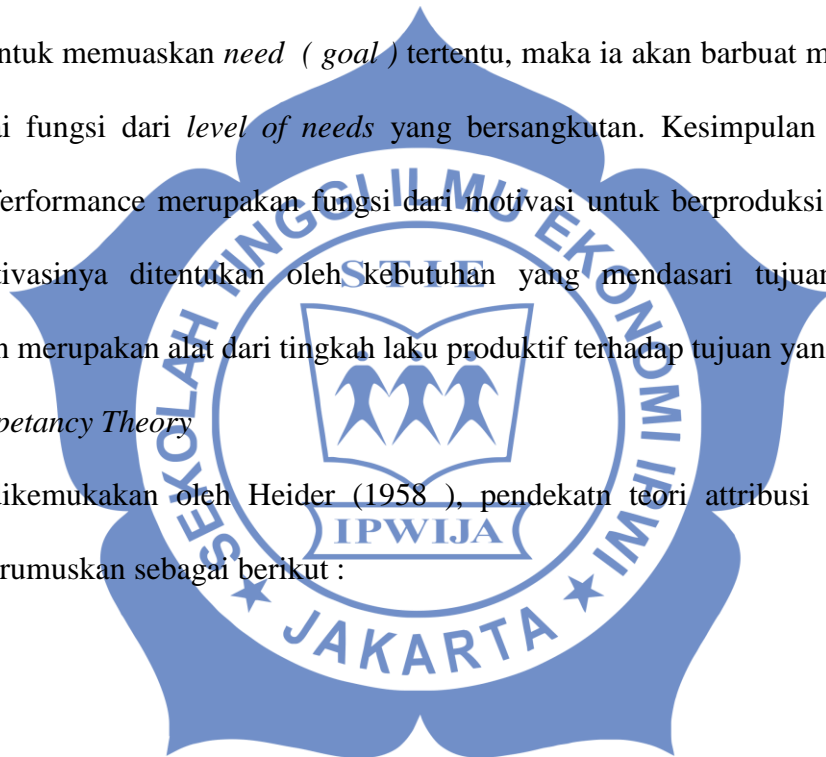 ntuk memuaskan need ( goal ) tertentu, maka ia akan barbuat m
ai fungsi dari level of needs yang bersangkutan. Kesimpulan
erformance merupakan fungsi dari motivasi untuk berproduksi
tivasinya ditentukan oleh kebutuhan yang mendasari tujuan
n merupakan alat dari tingkah laku produktif terhadap tujuan yan
petancy Theory
dikemukakan oleh Heider (1958 ), pendekatn teori attribusi
rumuskan sebagai berikut :
SEKOLAH TINGGI ILMU EKONOMI IPWI
STIE
IPWIJA
★ JAKARTA ★